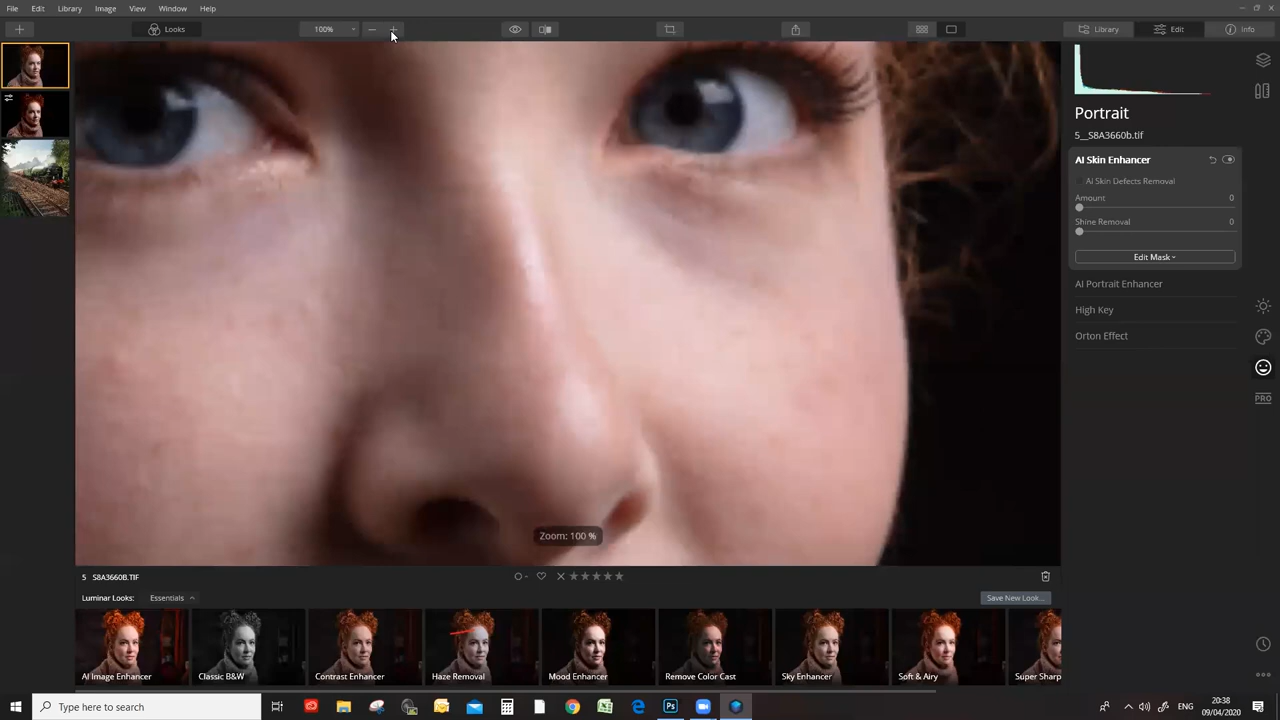 File Edit Library Image View Window Help
Looks 100% Library Edit Info
Portrait
5__S8A3660b.tif
AI Skin Enhancer
AI Skin Defects Removal
Amount 0
Shine Removal 0
Edit Mask
AI Portrait Enhancer
High Key
Orton Effect
PRO
Zoom: 100 %
5__S8A3660B.TIF
Luminar Looks: Essentials Save New Look...
AI Image Enhancer Classic B&W Contrast Enhancer Haze Removal Mood Enhancer Remove Color Cast Sky Enhancer Soft & Airy Super Sharp
Type here to search
ENG
20:38
09/04/2020